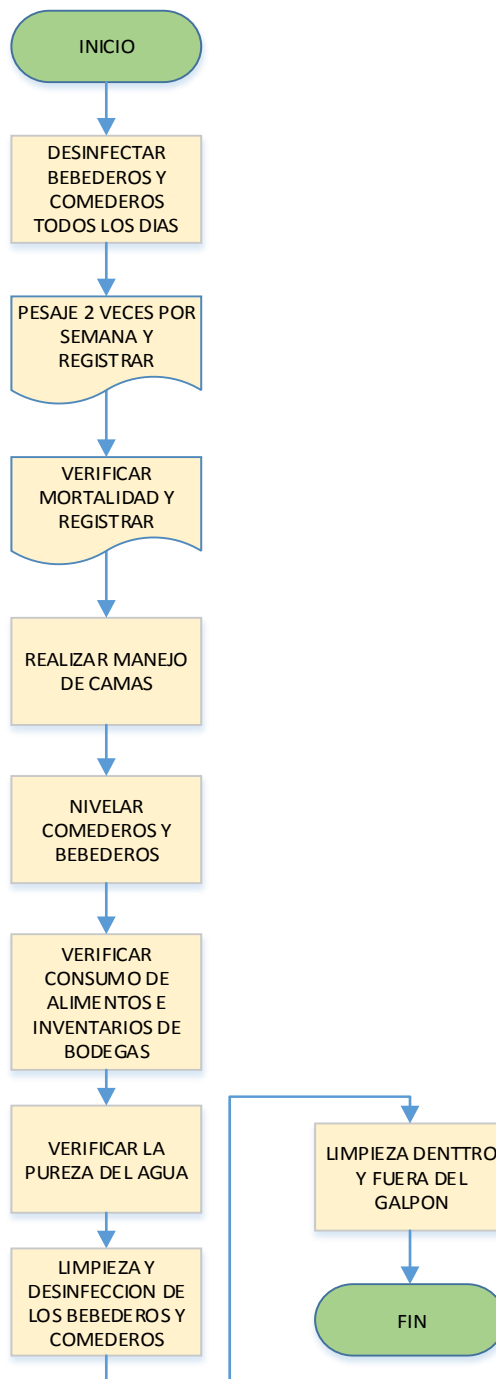 INICIO
DESINFECTAR
BEBEDEROS Y
COMEDEROS
TODOS LOS DIAS
PESAJE 2 VECES POR
SEMANA Y
REGISTRAR
VERIFICAR
MORTALIDAD Y
REGISTRAR
REALIZAR MANEJO
DE CAMAS
NIVELAR
COMEDEROS Y
BEBEDEROS
VERIFICAR
CONSUMO DE
ALIMENTOS E
INVENTARIOS DE
BODEGAS
VERIFICAR LA
PUREZA DEL AGUA
LIMPIEZA Y
DESINFECCION DE
LOS BEBEDEROS Y
COMEDEROS
LIMPIEZA DENTTRO
Y FUERA DEL
GALPON
FIN